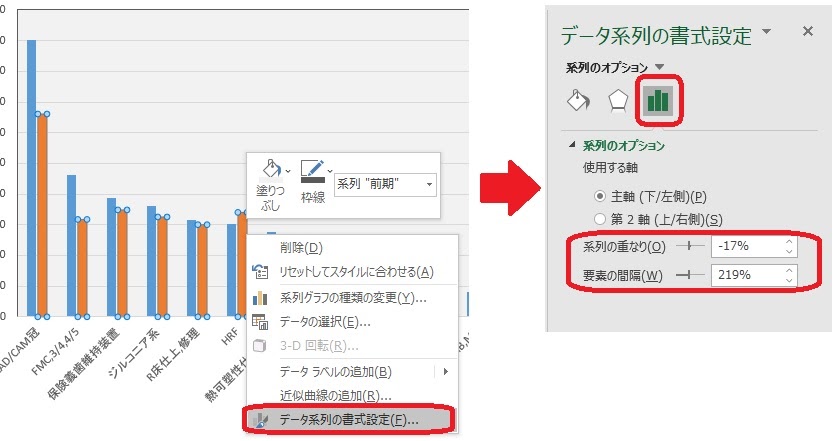 データ系列の書式設定
系列のオプション
系列のオプション
使用する軸
主軸 (下/左側)(P)
第 2 軸 (上/右側)(S)
系列の重なり(O)
-17%
要素の間隔(W)
219%
塗りつぶし
枠線
系列 "前期"
削除(D)
リセットしてスタイルに合わせる(A)
系列グラフの種類の変更(Y)...
データの選択(E)...
3-D 回転(R)...
データ ラベルの追加(B)
近似曲線の追加(R)...
データ系列の書式設定(F)...
AD/CAM冠
FMC,3/4,4/5
保険義歯維持装置
ジルコニア系
R床仕上,修理
HRF
熱可塑性